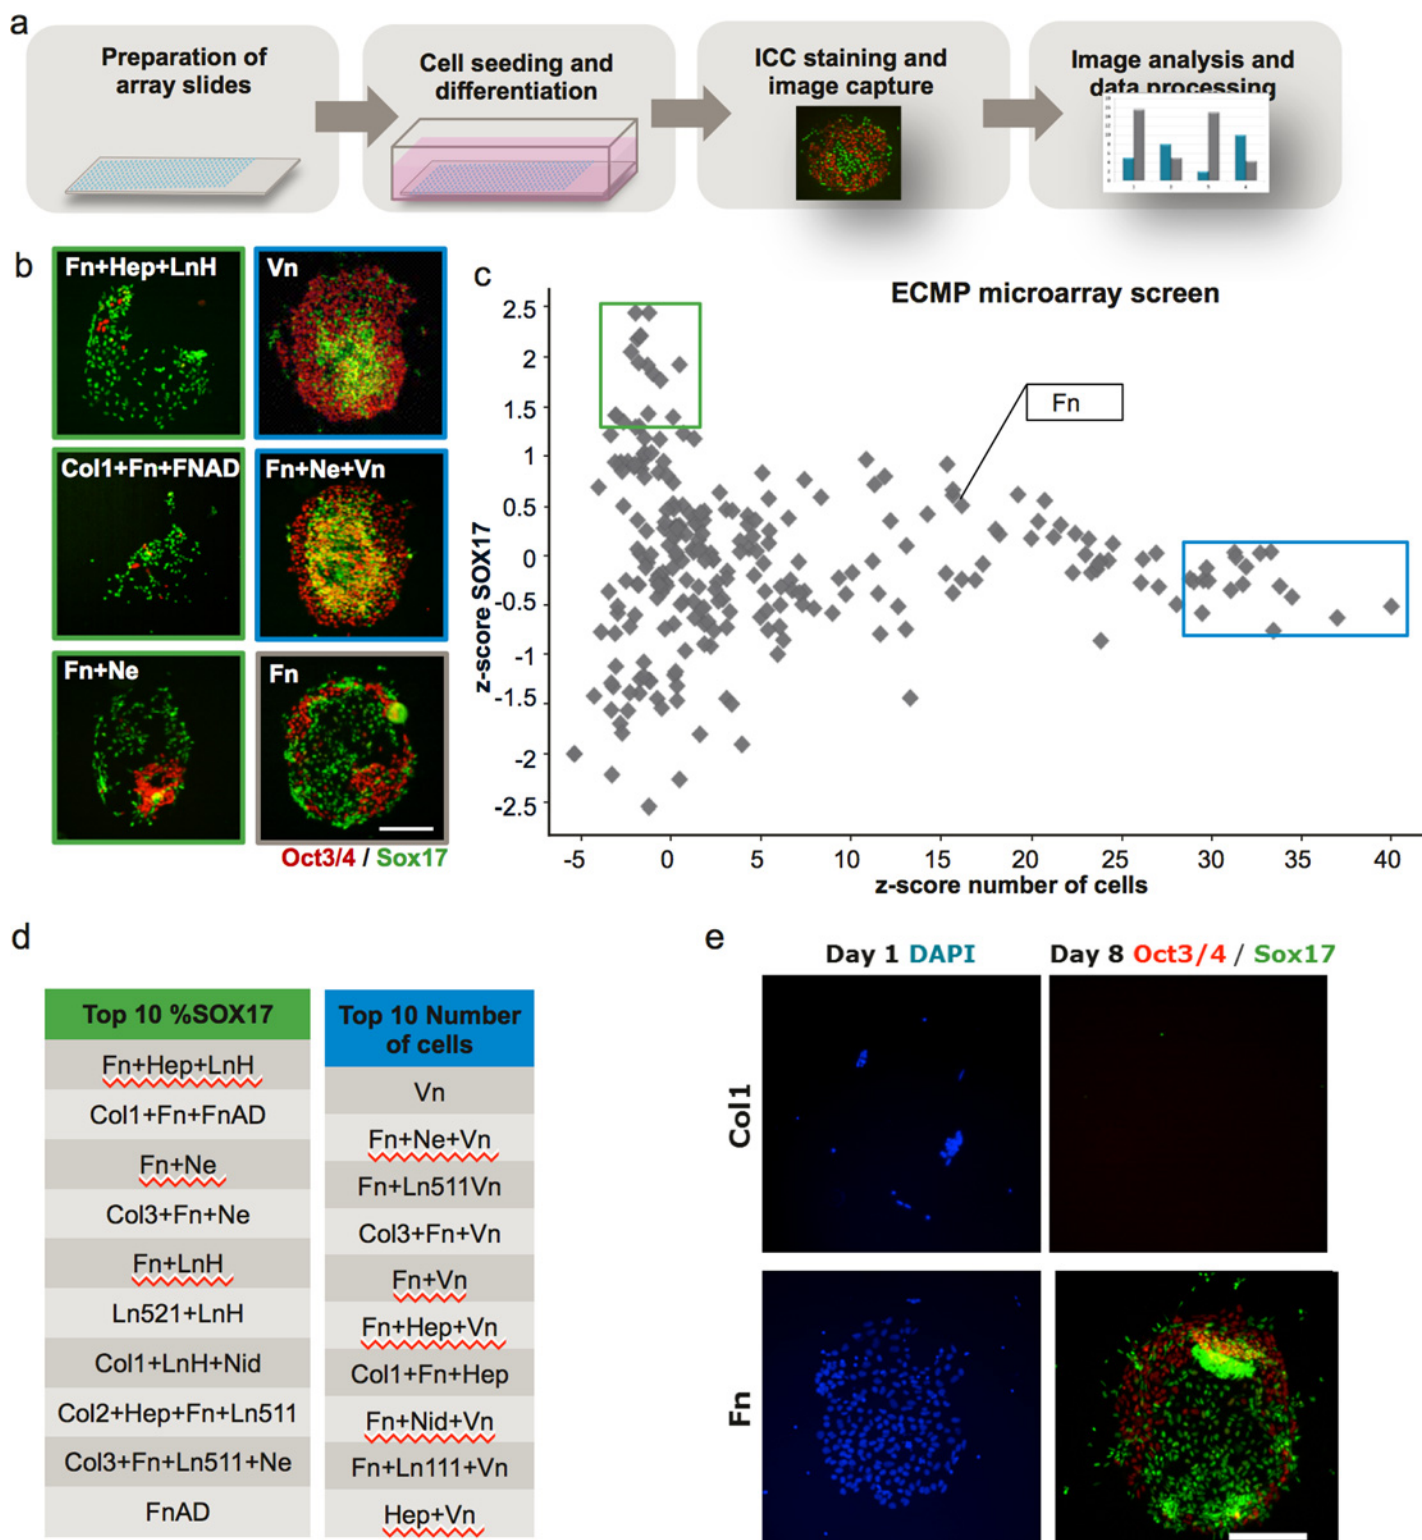 a
Preparation of
array slides
Cell seeding and
differentiation
ICC staining and
image capture
Image analysis and
data processing
b
Fn+Hep+LnH
Vn
Col1+Fn+FNAD
Fn+Ne+Vn
Fn+Ne
Fn
Oct3/4 / Sox17
c
ECMP microarray screen
Fn
z-score SOX17
2.5
2
1.5
1
0.5
0
-0.5
-1
-1.5
-2
-2.5
-5 0 5 10 15 20 25 30 35 40
z-score number of cells
d
Top 10 %SOX17
Fn+Hep+LnH
Col1+Fn+FnAD
Fn+Ne
Col3+Fn+Ne
Fn+LnH
Ln521+LnH
Col1+LnH+Nid
Col2+Hep+Fn+Ln511
Col3+Fn+Ln511+Ne
FnAD
Top 10 Number
of cells
Vn
Fn+Ne+Vn
Fn+Ln511Vn
Col3+Fn+Vn
Fn+Vn
Fn+Hep+Vn
Col1+Fn+Hep
Fn+Nid+Vn
Fn+Ln111+Vn
Hep+Vn
e
Day 1 DAPI
Day 8 Oct3/4 / Sox17
Col1
Fn